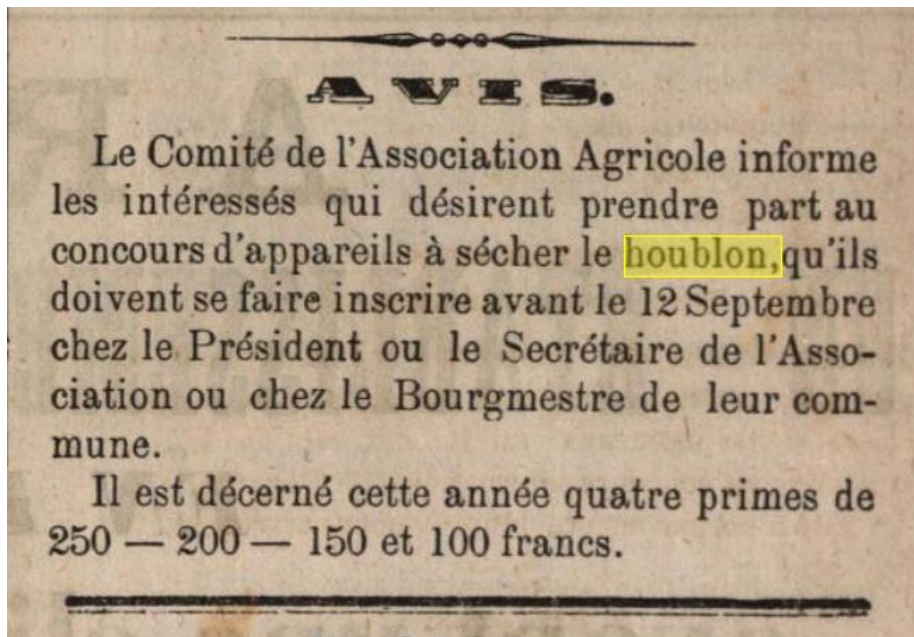 AVIS.
Le Comité de l'Association Agricole informe
les intéressés qui désirent prendre part au
concours d'appareils à sécher le houblon, qu'ils
doivent se faire inscrire avant le 12 Septembre
chez le Président ou le Secrétaire de l'Asso-
ciation ou chez le Bourgmestre de leur com-
mune.
Il est décerné cette année quatre primes de
250 — 200 — 150 et 100 francs.